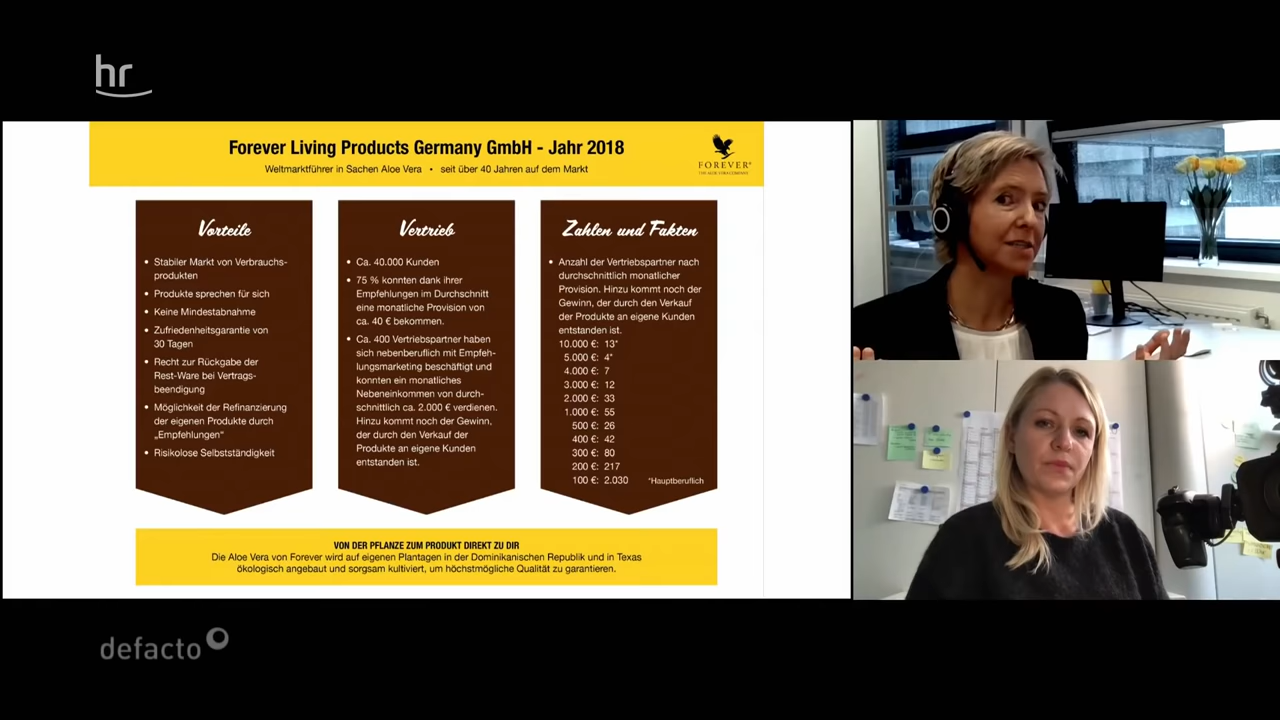 hr
Forever Living Products Germany GmbH - Jahr 2018
Weltmarktführer in Sachen Aloe Vera • seit über 40 Jahren auf dem Markt
FOREVER®
THE ALOE VERA COMPANY
Vorteile
• Stabiler Markt von Verbrauchs-
produkten
• Produkte sprechen für sich
• Keine Mindestabnahme
• Zufriedenheitsgarantie von
30 Tagen
• Recht zur Rückgabe der
Rest-Ware bei Vertrags-
beendigung
• Möglichkeit der Refinanzierung
der eigenen Produkte durch
„Empfehlungen“
• Risikolose Selbstständigkeit
Vertrieb
• Ca. 40.000 Kunden
• 75 % konnten dank ihrer
Empfehlungen im Durchschnitt
eine monatliche Provision von
ca. 40 € bekommen.
• Ca. 400 Vertriebspartner haben
sich nebenberuflich mit Empfeh-
lungsmarketing beschäftigt und
konnten ein monatliches
Nebeneinkommen von durch-
schnittlich ca. 2.000 € verdienen.
Hinzu kommt noch der Gewinn,
der durch den Verkauf der
Produkte an eigene Kunden
entstanden ist.
Zahlen und Fakten
• Anzahl der Vertriebspartner nach
durchschnittlich monatlicher
Provision. Hinzu kommt noch der
Gewinn, der durch den Verkauf
der Produkte an eigene Kunden
entstanden ist.
10.000 €: 13*
5.000 €: 4*
4.000 €: 7
3.000 €: 12
2.000 €: 33
1.000 €: 55
500 €: 26
400 €: 42
300 €: 80
200 €: 217
100 €: 2.030 *Hauptberuflich
VON DER PFLANZE ZUM PRODUKT DIREKT ZU DIR
Die Aloe Vera von Forever wird auf eigenen Plantagen in der Dominikanischen Republik und in Texas
ökologisch angebaut und sorgsam kultiviert, um höchstmögliche Qualität zu garantieren.
defacto